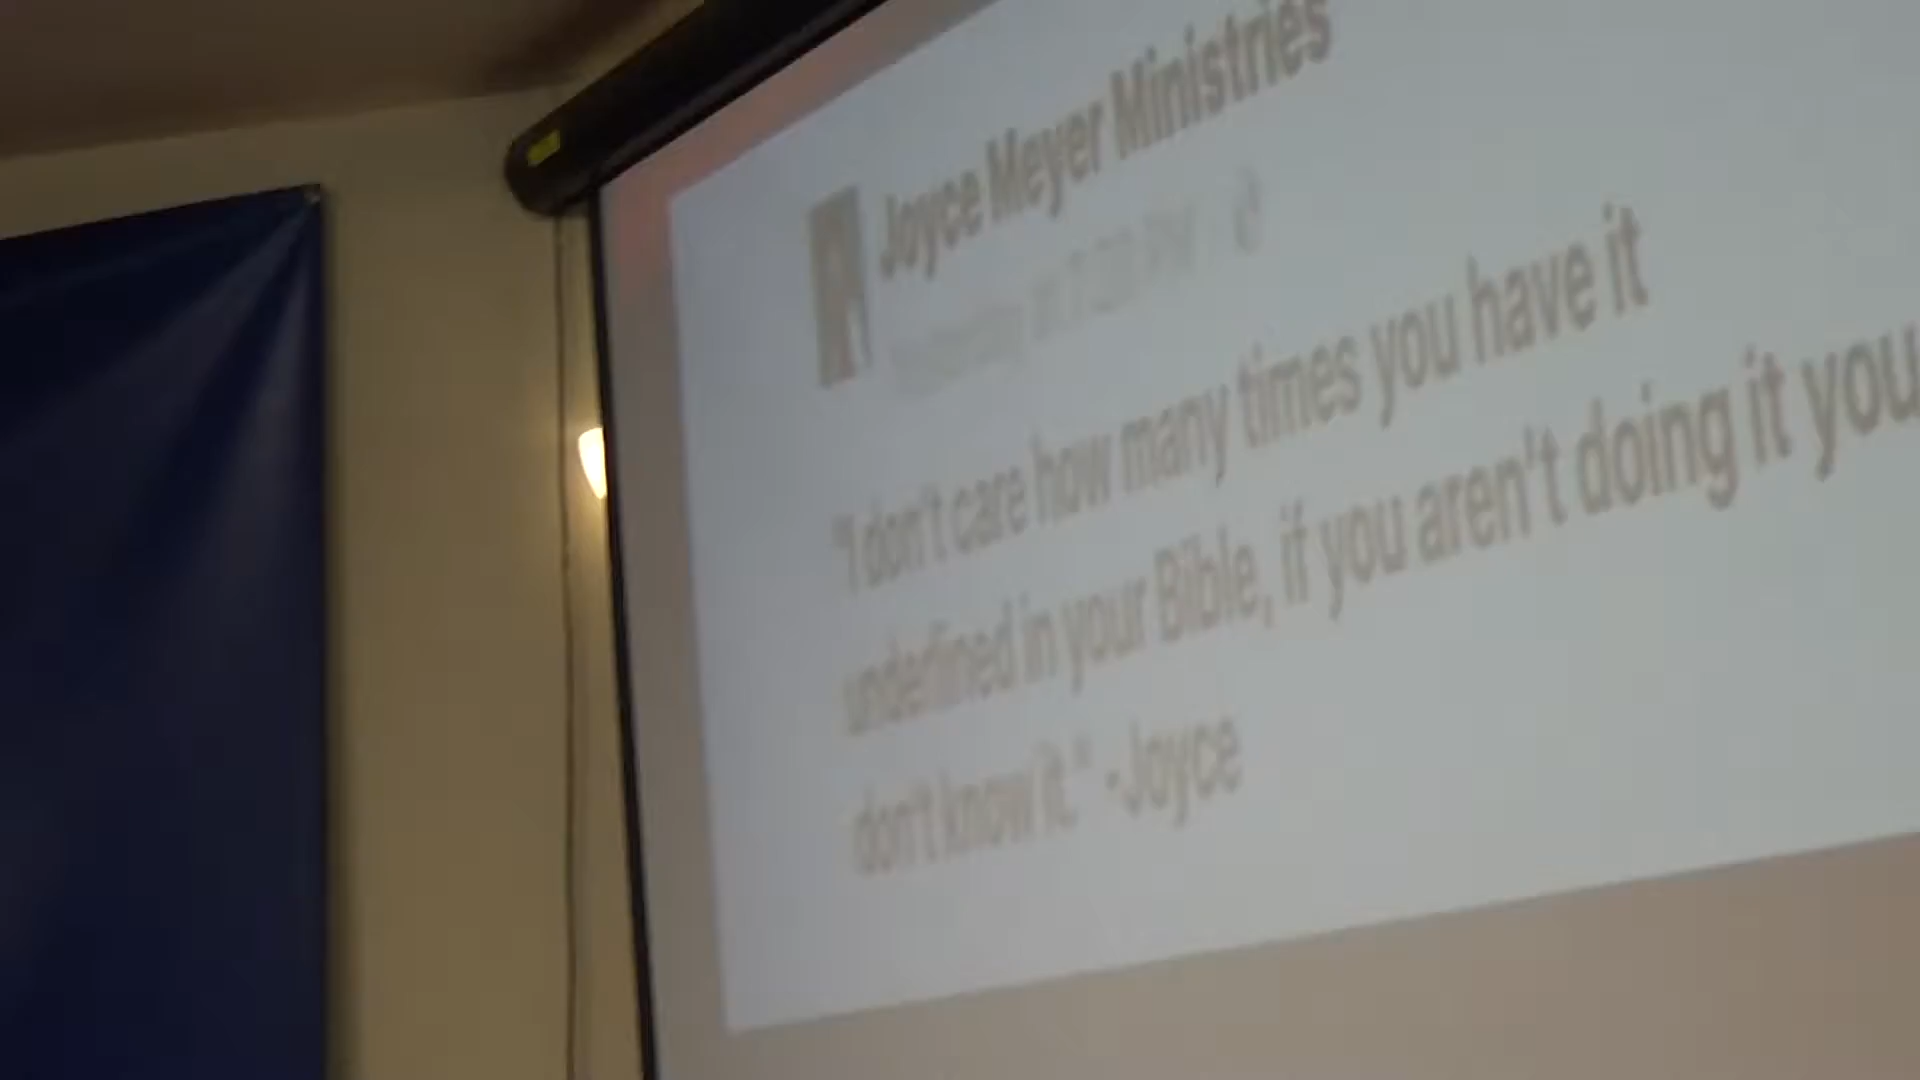 Joyce Meyer Ministries
"I don't care how many times you have it
underlined in your Bible, if you aren't doing it you
don't know it." -Joyce